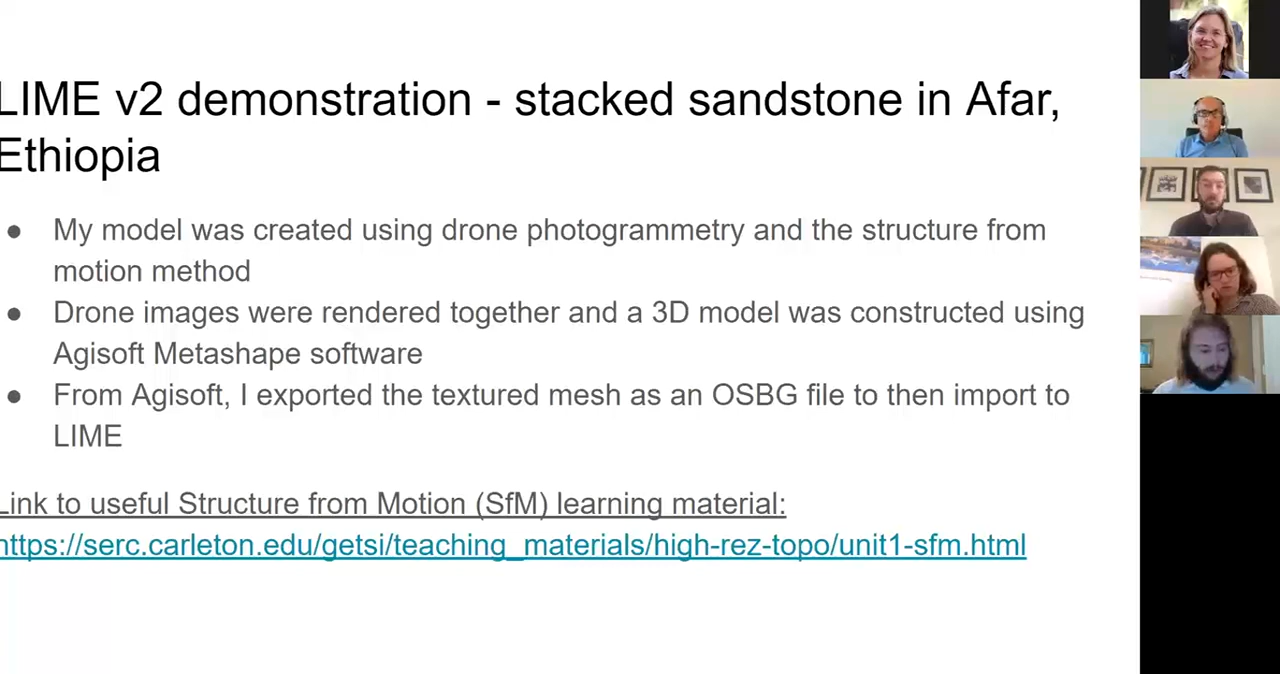 LIME v2 demonstration - stacked sandstone in Afar,
Ethiopia
● My model was created using drone photogrammetry and the structure from
motion method
● Drone images were rendered together and a 3D model was constructed using
Agisoft Metashape software
● From Agisoft, I exported the textured mesh as an OSBG file to then import to
LIME
Link to useful Structure from Motion (SfM) learning material:
https://serc.carleton.edu/getsi/teaching_materials/high-rez-topo/unit1-sfm.html